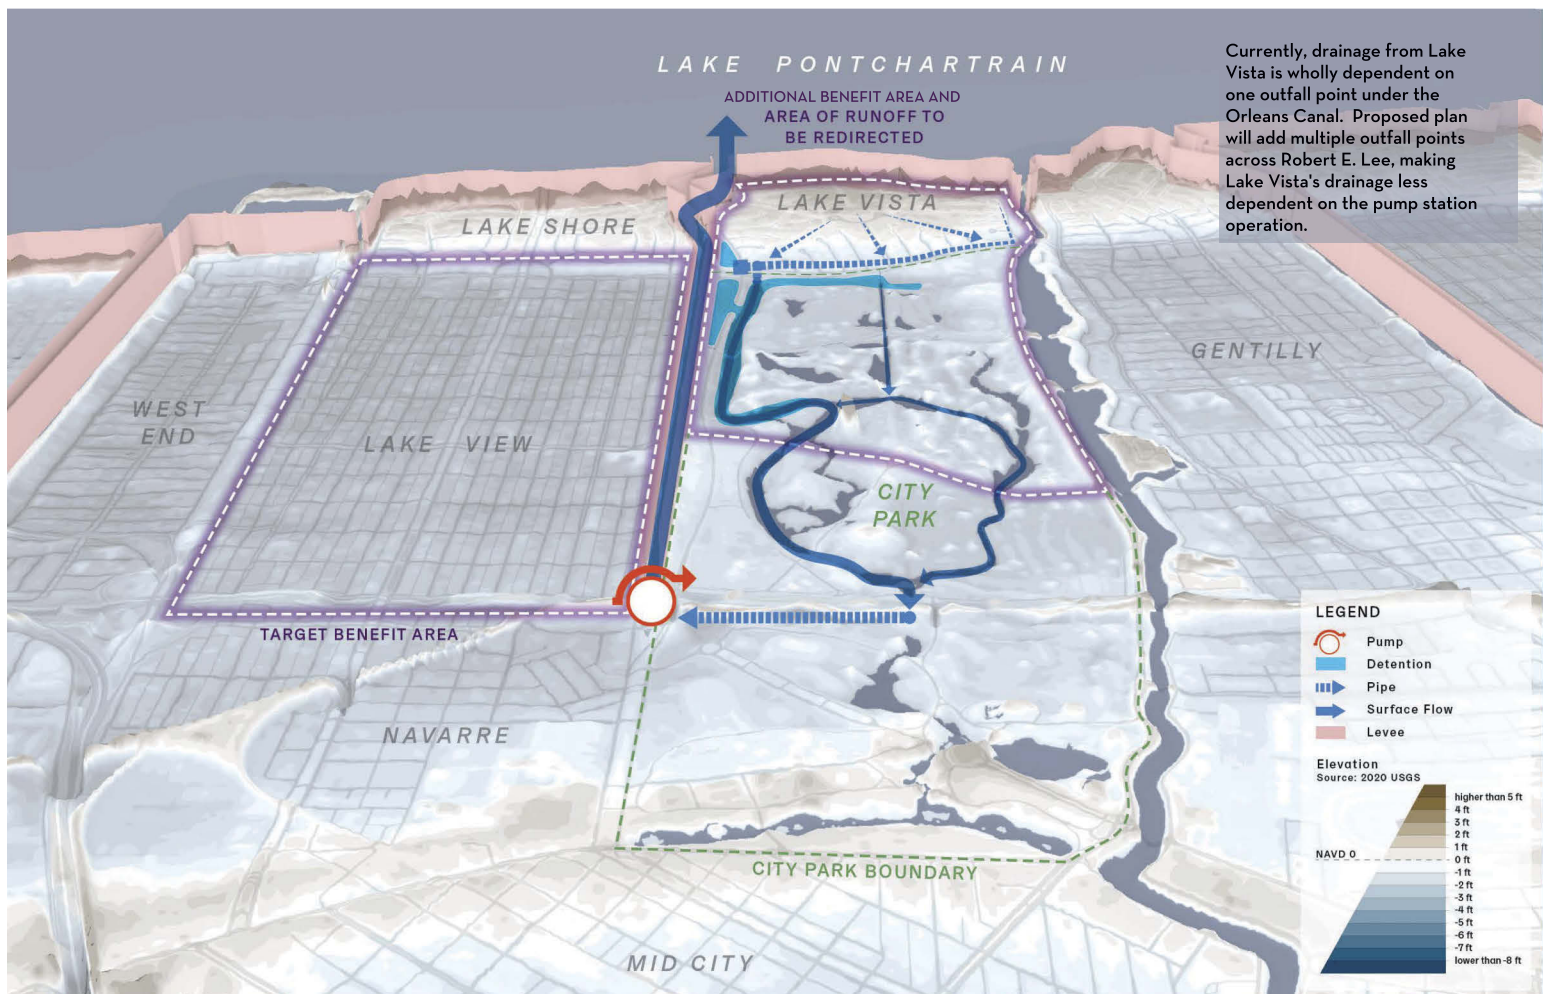 LAKE PONTCHARTRAIN
ADDITIONAL BENEFIT AREA AND
AREA OF RUNOFF TO
BE REDIRECTED
Currently, drainage from Lake
Vista is wholly dependent on
one outfall point under the
Orleans Canal. Proposed plan
will add multiple outfall points
across Robert E. Lee, making
Lake Vista's drainage less
dependent on the pump station
operation.
LAKE SHORE
LAKE VISTA
WEST
END
LAKE VIEW
GENTILLY
CITY
PARK
TARGET BENEFIT AREA
NAVARRE
CITY PARK BOUNDARY
MID CITY
LEGEND
Pump
Detention
Pipe
Surface Flow
Levee
Elevation
Source: 2020 USGS
higher than 5 ft
4 ft
3 ft
2 ft
1 ft
NAVD 0
0 ft
-1 ft
-2 ft
-3 ft
-4 ft
-5 ft
-6 ft
-7 ft
lower than -8 ft